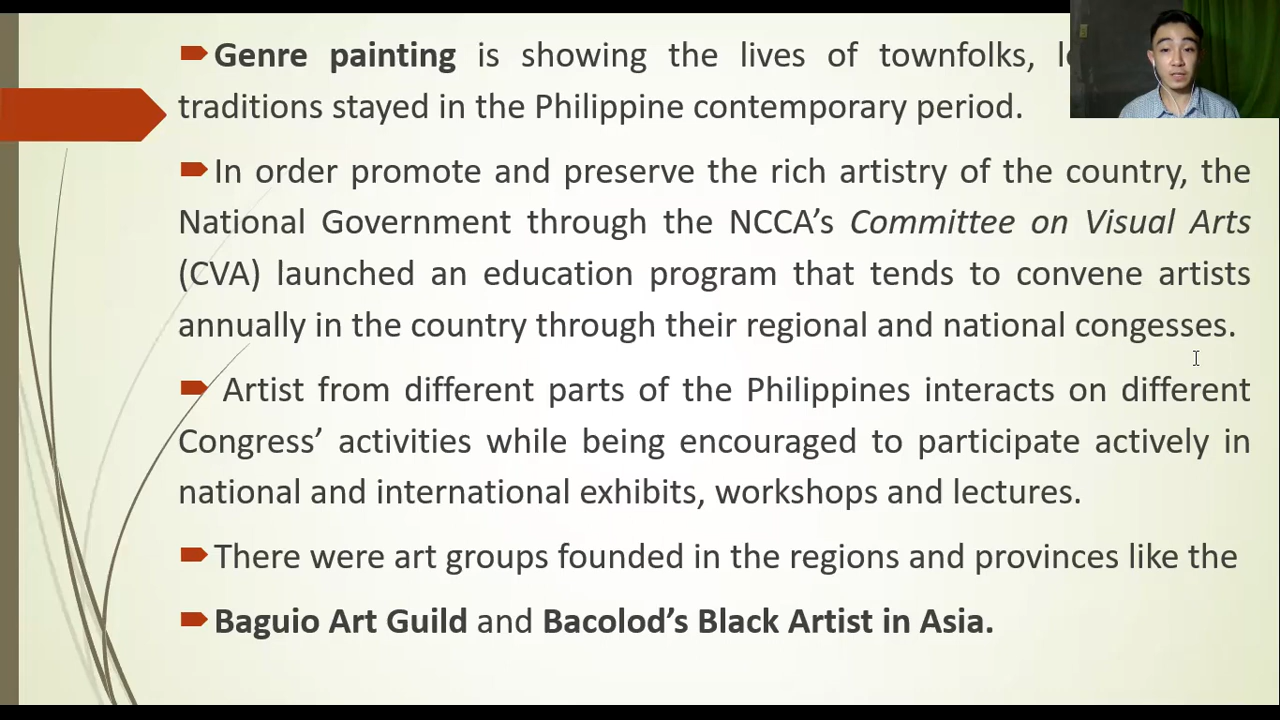 Genre painting is showing the lives of townfolks,
traditions stayed in the Philippine contemporary period.
In order promote and preserve the rich artistry of the country, the
National Government through the NCCA’s Committee on Visual Arts
(CVA) launched an education program that tends to convene artists
annually in the country through their regional and national congesses.
Artist from different parts of the Philippines interacts on different
Congress’ activities while being encouraged to participate actively in
national and international exhibits, workshops and lectures.
There were art groups founded in the regions and provinces like the
Baguio Art Guild and Bacolod’s Black Artist in Asia.